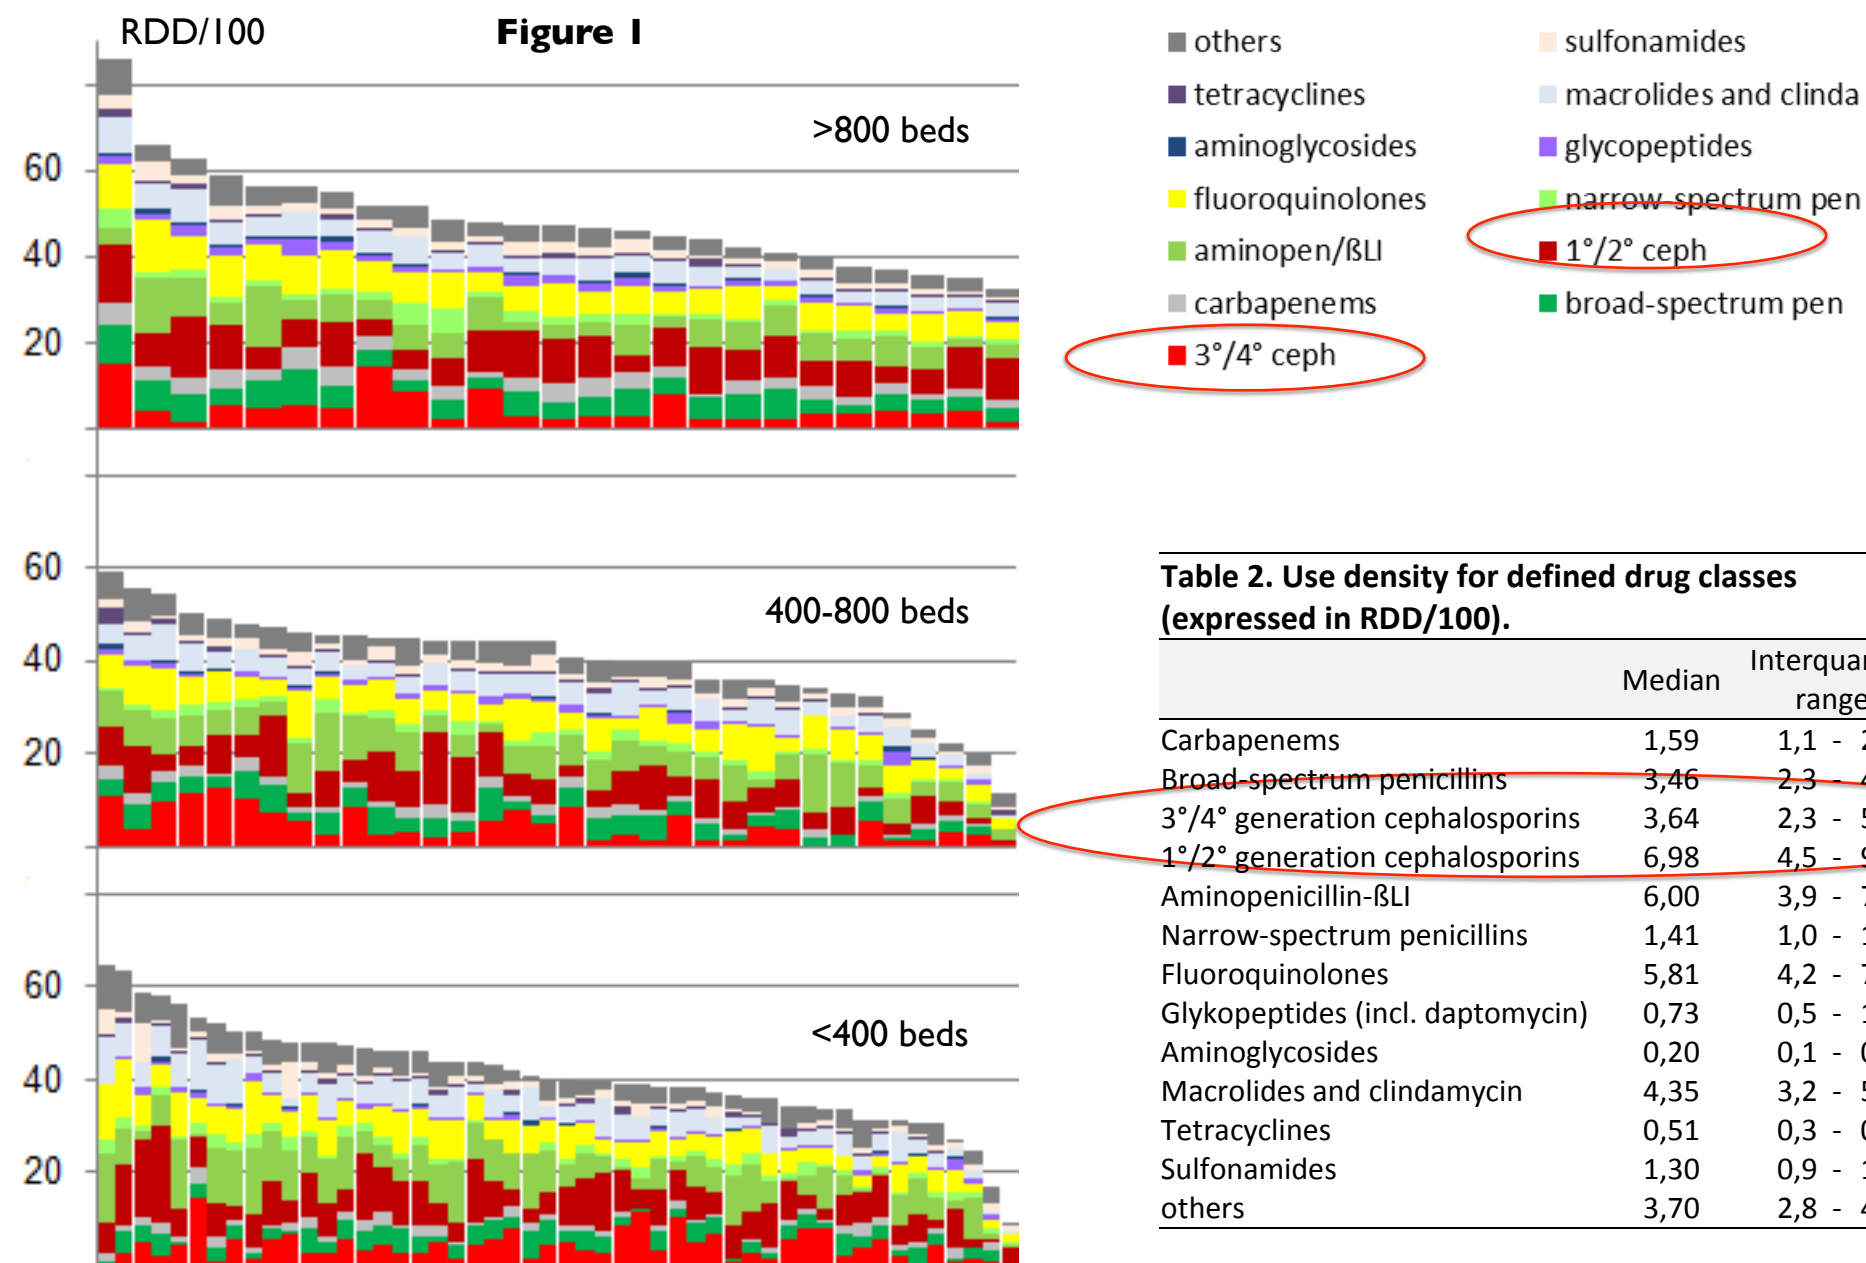 RDD/100
Figure 1
>800 beds
60
40
20
400-800 beds
60
40
20
<400 beds
60
40
20
others
sulfonamides
tetracyclines
macrolides and clinda
aminoglycosides
glycopeptides
fluoroquinolones
narrow-spectrum pen
aminopen/ßLI
1°/2° ceph
carbapenems
broad-spectrum pen
3°/4° ceph
Table 2. Use density for defined drug classes
(expressed in RDD/100).
Median
range
Carbapenems 1,59 1,1 -
Broad-spectrum penicillins 3,46 2,3 -
3°/4° generation cephalosporins 3,64 2,3 -
1°/2° generation cephalosporins 6,98 4,5 -
Aminopenicillin-ßLI 6,00 3,9 -
Narrow-spectrum penicillins 1,41 1,0 -
Fluoroquinolones 5,81 4,2 -
Glykopeptides (incl. daptomycin) 0,73 0,5 -
Aminoglycosides 0,20 0,1 -
Macrolides and clindamycin 4,35 3,2 -
Tetracyclines 0,51 0,3 -
Sulfonamides 1,30 0,9 -
others 3,70 2,8 -